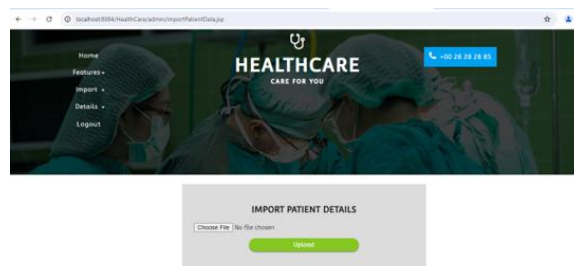 localhost:8084/HealthCare/admin/importPatientData.jsp
Home
Features
Import
Details
Logout
HEALTHCARE
CARE FOR YOU
+00 28 28 28 85
IMPORT PATIENT DETAILS
Choose File No file chosen
Upload